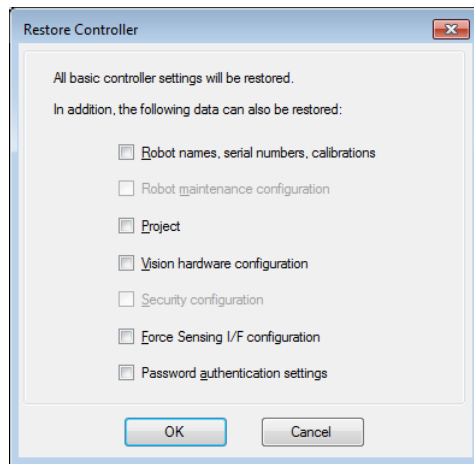 Restore Controller
All basic controller settings will be restored.
In addition, the following data can also be restored:
Robot names, serial numbers, calibrations
Robot maintenance configuration
Project
Vision hardware configuration
Security configuration
Force Sensing I/F configuration
Password authentication settings
OK
Cancel